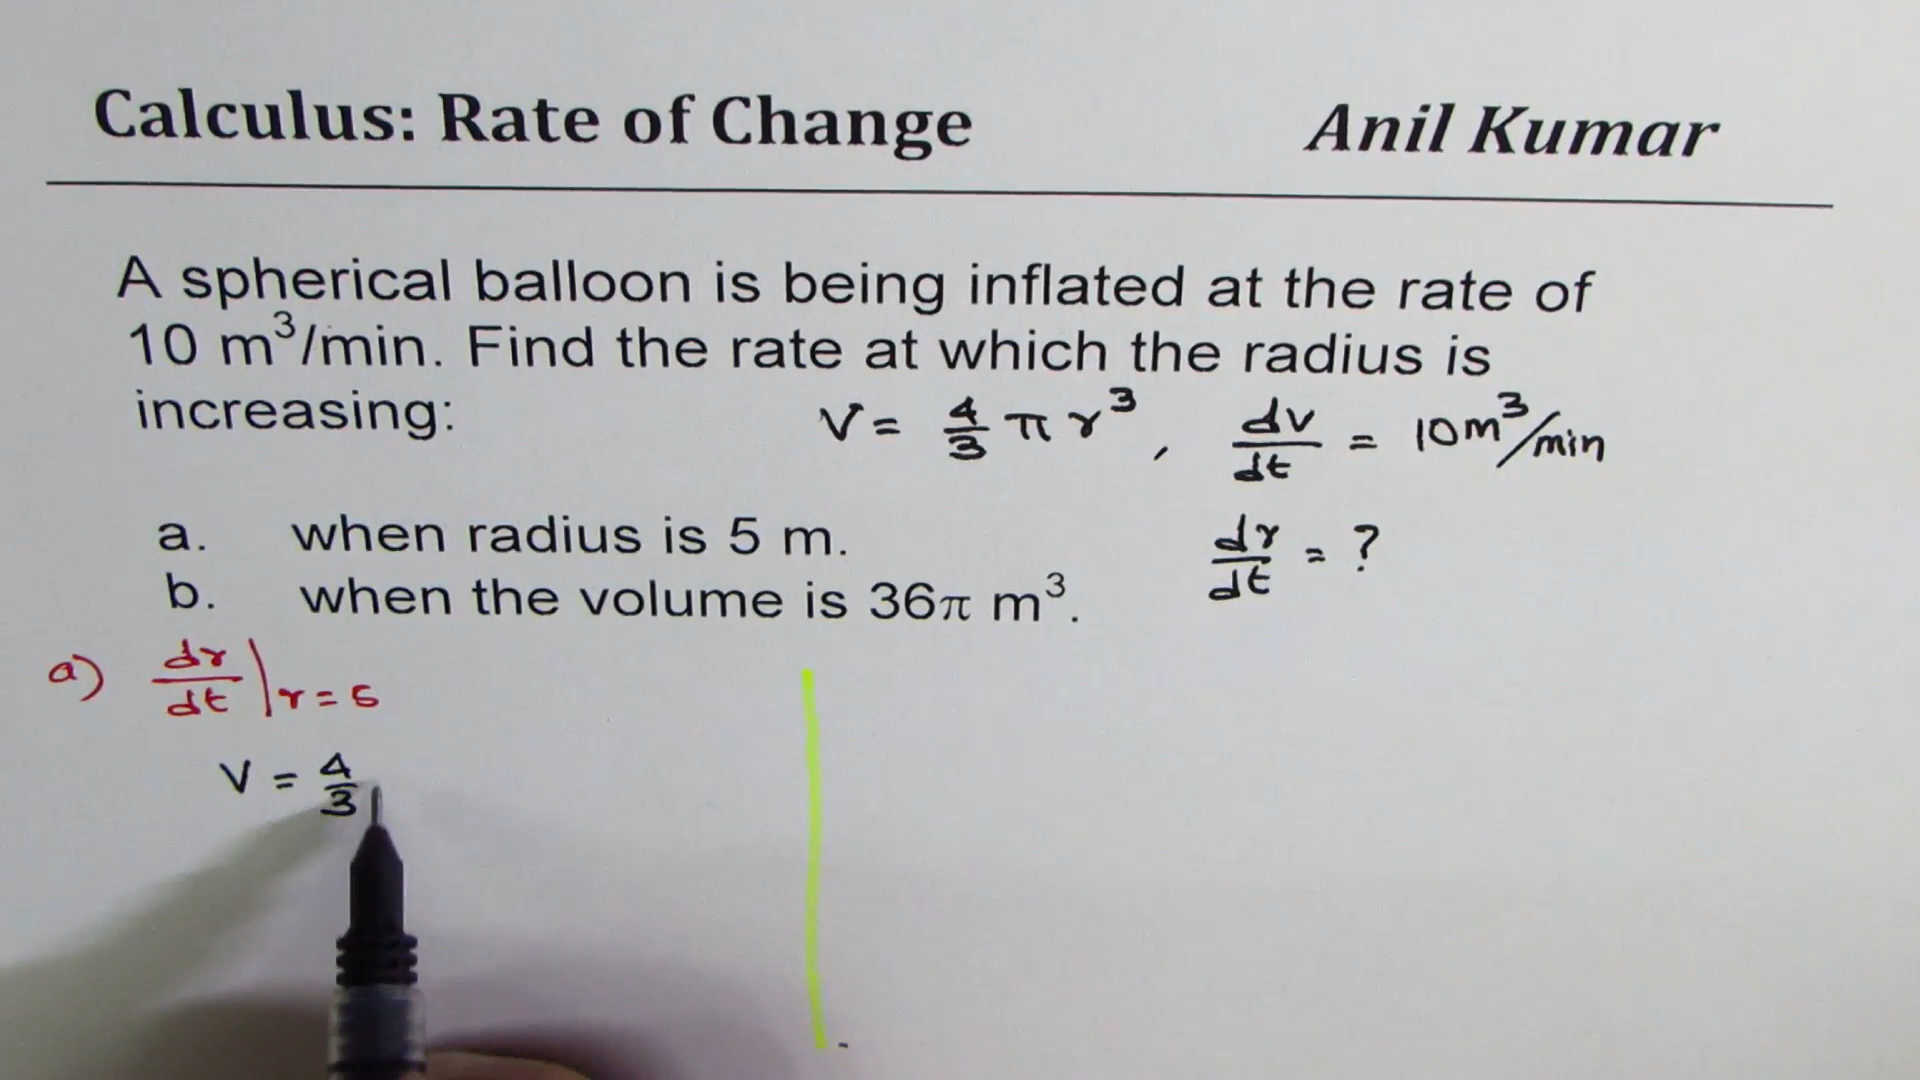 Calculus: Rate of Change Anil Kumar
A spherical balloon is being inflated at the rate of
10 m³/min. Find the rate at which the radius is
increasing:
V = 4/3 π r³ , dv/dt = 10 m³/min
a. when radius is 5 m.
dr/dt = ?
b. when the volume is 36π m³.
a) dr/dt | r = 5
V = 4/3